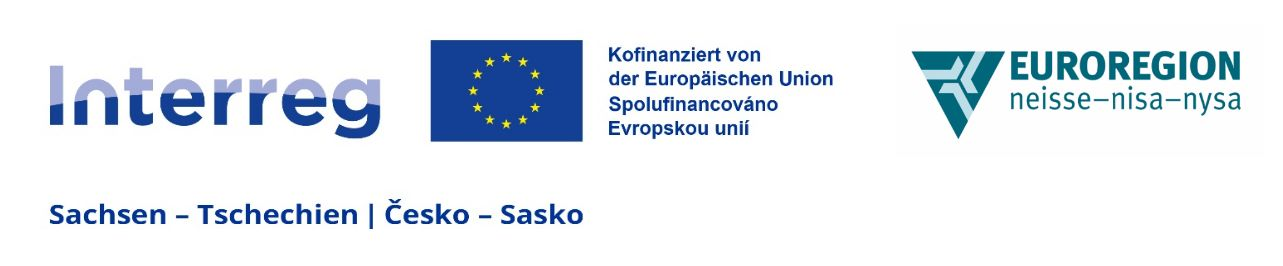 Interreg
Kofinanziert von
der Europäischen Union
Spolufinancováno
Evropskou unií
EUROREGION
neisse–nisa–nysa
Sachsen – Tschechien | Česko – Sasko